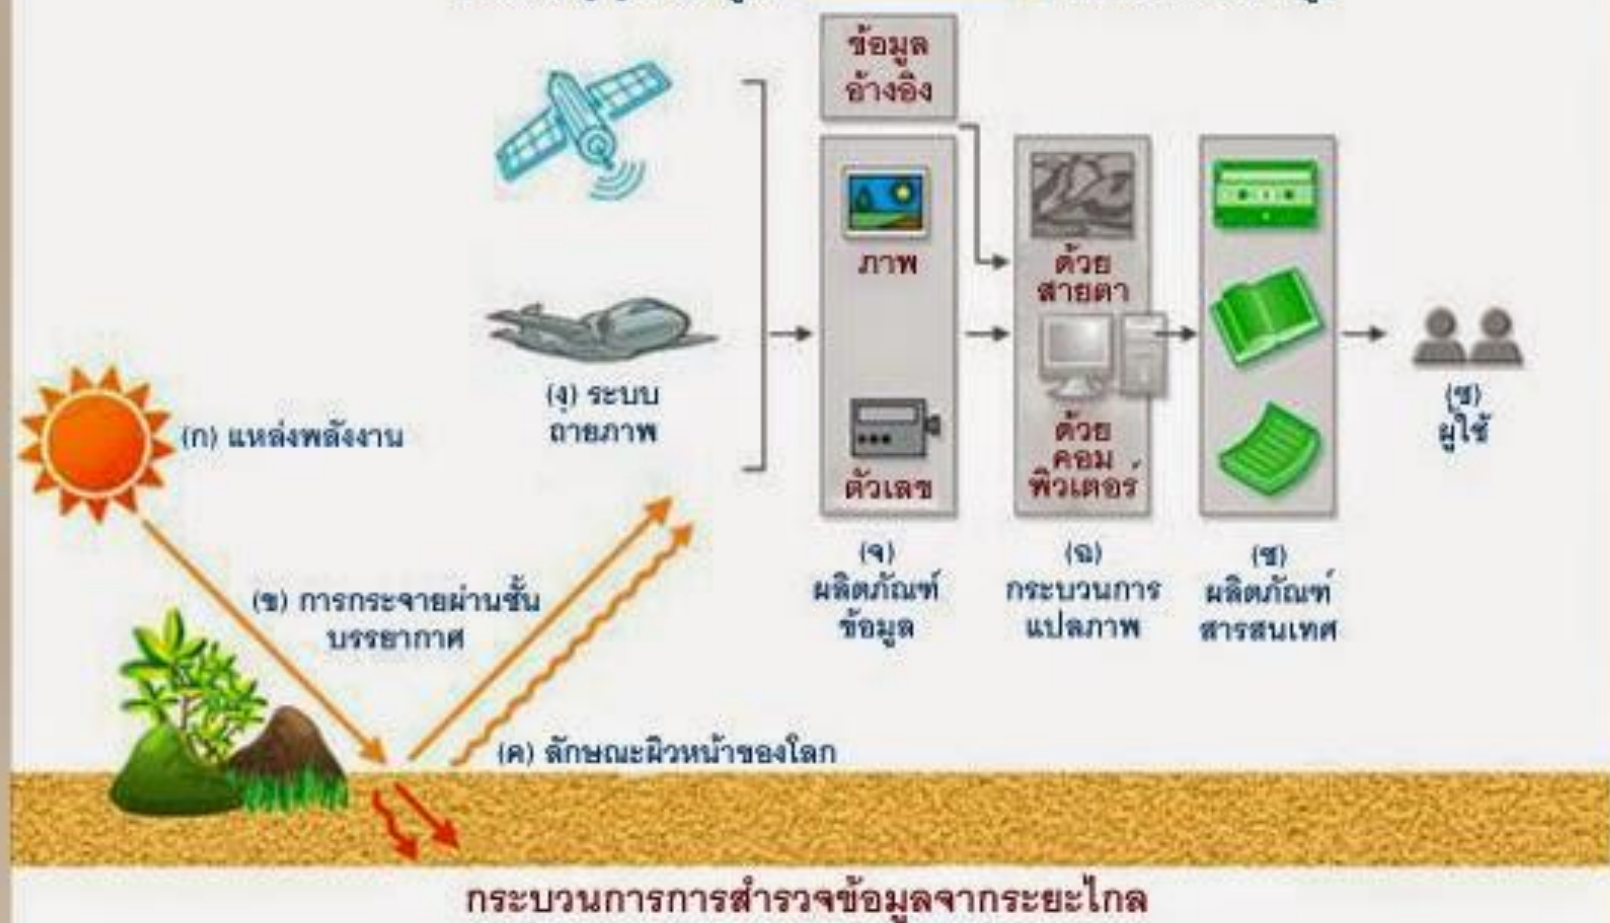 ข้อมูล
อ้างอิง
ภาพ
ตัวเลข
ด้วย
สายตา
ด้วย
คอม
พิวเตอร์
(ก) แหล่งพลังงาน
(ข) การกระจายผ่านชั้น
บรรยากาศ
(ค) ลักษณะผิวหน้าของโลก
(ง) ระบบ
ถ่ายภาพ
(จ)
ผลิตภัณฑ์
ข้อมูล
(ฉ)
กระบวนการ
แปลภาพ
(ช)
ผลิตภัณฑ์
สารสนเทศ
(ซ)
ผู้ใช้
กระบวนการการสำรวจข้อมูลจากระยะไกล